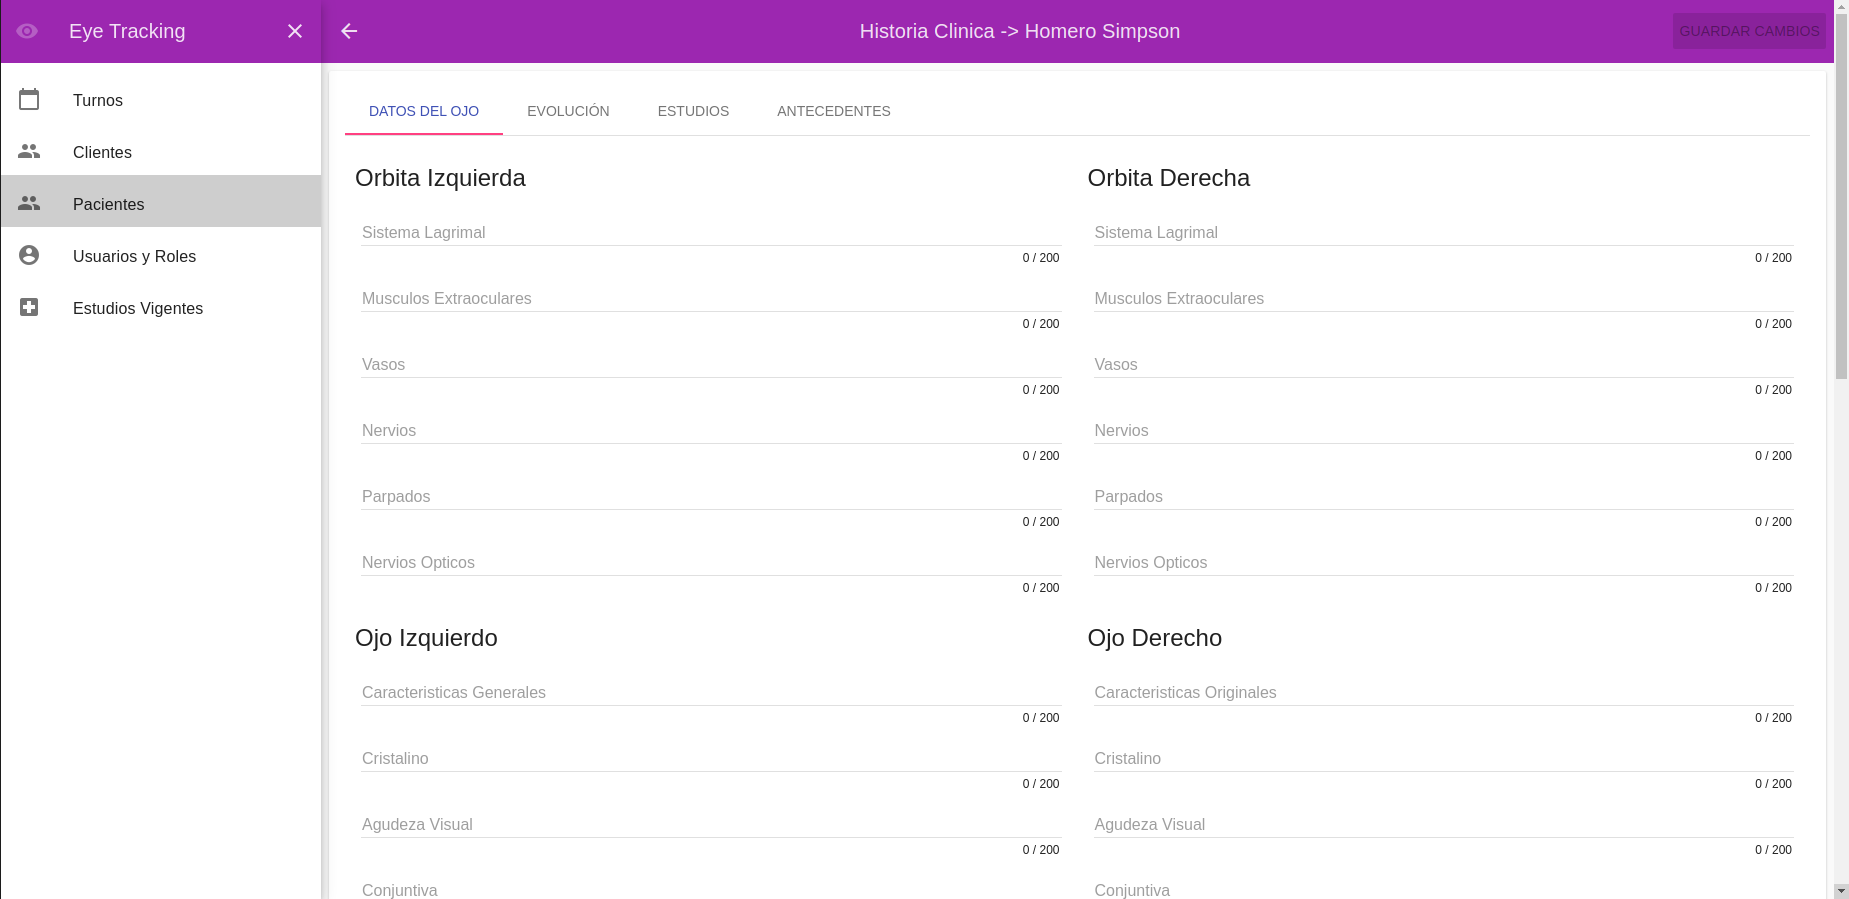 Eye Tracking
Historia Clinica -> Homero Simpson
GUARDAR CAMBIOS
Turnos
Clientes
Pacientes
Usuarios y Roles
Estudios Vigentes
DATOS DEL OJO
EVOLUCIÓN
ESTUDIOS
ANTECEDENTES
Orbita Izquierda
Sistema Lagrimal
0 / 200
Musculos Extraoculares
0 / 200
Vasos
0 / 200
Nervios
0 / 200
Parpados
0 / 200
Nervios Opticos
0 / 200
Orbita Derecha
Sistema Lagrimal
0 / 200
Musculos Extraoculares
0 / 200
Vasos
0 / 200
Nervios
0 / 200
Parpados
0 / 200
Nervios Opticos
0 / 200
Ojo Izquierdo
Caracteristicas Generales
0 / 200
Cristalino
0 / 200
Agudeza Visual
0 / 200
Conjuntiva
Ojo Derecho
Caracteristicas Originales
0 / 200
Cristalino
0 / 200
Agudeza Visual
0 / 200
Conjuntiva